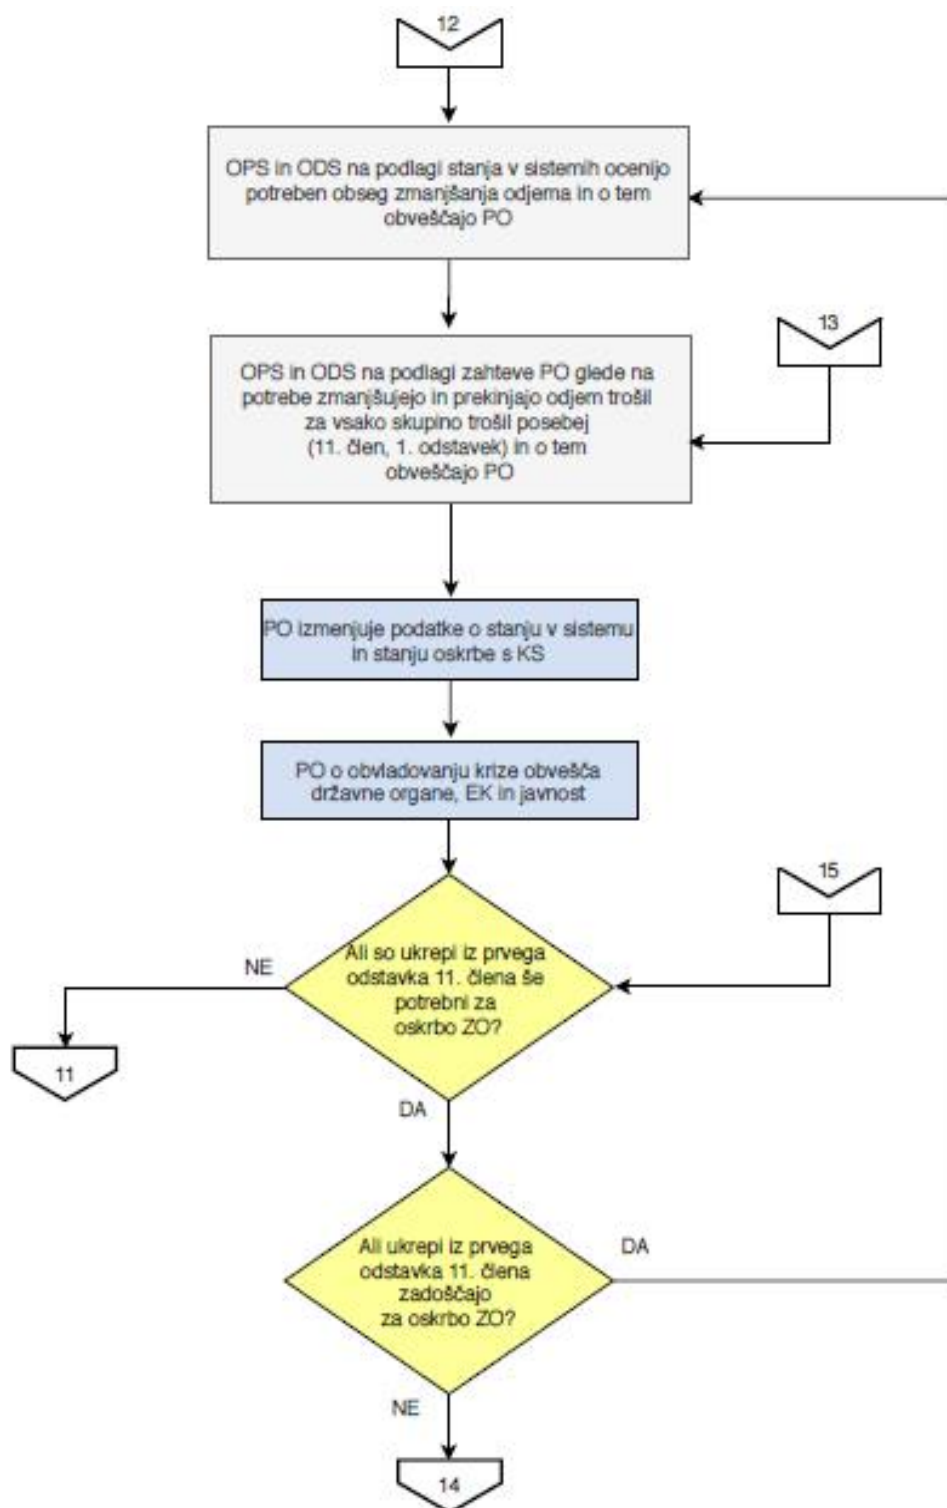 12
OPS in ODS na podlagi stanja v sistemih ocenijo
potreben obseg zmanjšanja odjema in o tem
obveščajo PO
13
OPS in ODS na podlagi zahteve PO glede na
potrebe zmanjšujejo in prekinjajo odjem trošil
za vsako skupino trošil posebej
(11. člen, 1. odstavek) in o tem
obveščajo PO
PO izmenjuje podatke o stanju v sistemu
in stanju oskrbe s KS
PO o obvladovanju krize obvešča
državne organe, EK in javnost
15
Ali so ukrepi iz prvega
odstavka 11. člena še
potrebni za
oskrbo ZO?
NE
11
DA
Ali ukrepi iz prvega
odstavka 11. člena
zadoščajo
za oskrbo ZO?
DA
NE
14